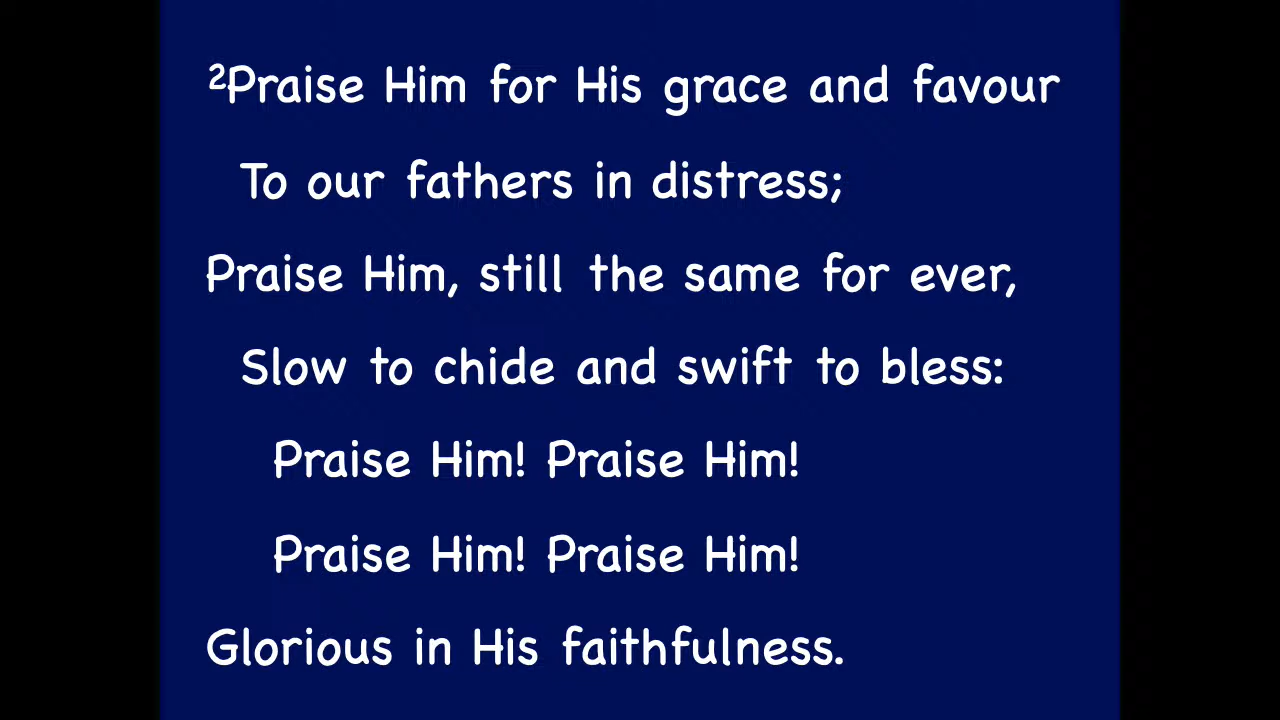 ²Praise Him for His grace and favour
To our fathers in distress;
Praise Him, still the same for ever,
Slow to chide and swift to bless:
Praise Him! Praise Him!
Praise Him! Praise Him!
Glorious in His faithfulness.